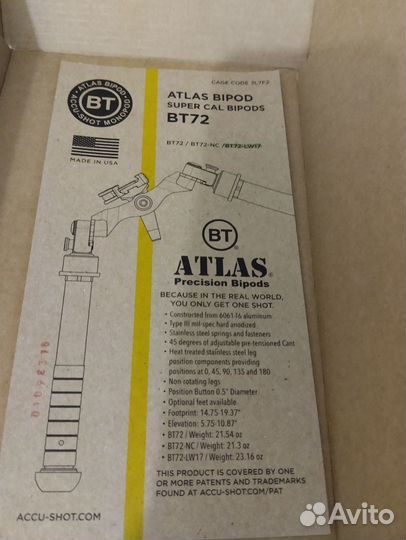 CAGE CODE 3L7F2
ATLAS BIPOD
ACCU-SHOT MONOPOD
BT
MADE IN USA
ATLAS BIPOD
SUPER CAL BIPODS
BT72
BT72 / BT72-NC / BT72-LW17
BT
ATLAS®
Precision Bipods
BECAUSE IN THE REAL WORLD,
YOU ONLY GET ONE SHOT.
• Constructed from 6061-T6 aluminum
• Type III mil-spec hard anodized
• Stainless steel springs and fasteners
• 45 degrees of adjustable pre-tensioned Cant
• Heat treated stainless steel leg
position components providing
positions at 0, 45, 90, 135 and 180
• Non-rotating legs
• Position Button 0.5" Diameter
• Optional feet available
• Footprint: 14.75-19.37"
• Elevation: 5.75-10.87"
• BT72 / Weight: 21.54 oz
• BT72-NC / Weight: 21.3 oz
• BT72-LW17 / Weight: 23.16 oz
THIS PRODUCT IS COVERED BY ONE
OR MORE PATENTS AND TRADEMARKS
FOUND AT ACCU-SHOT.COM/PAT
ACCU-SHOT.COM
Avito